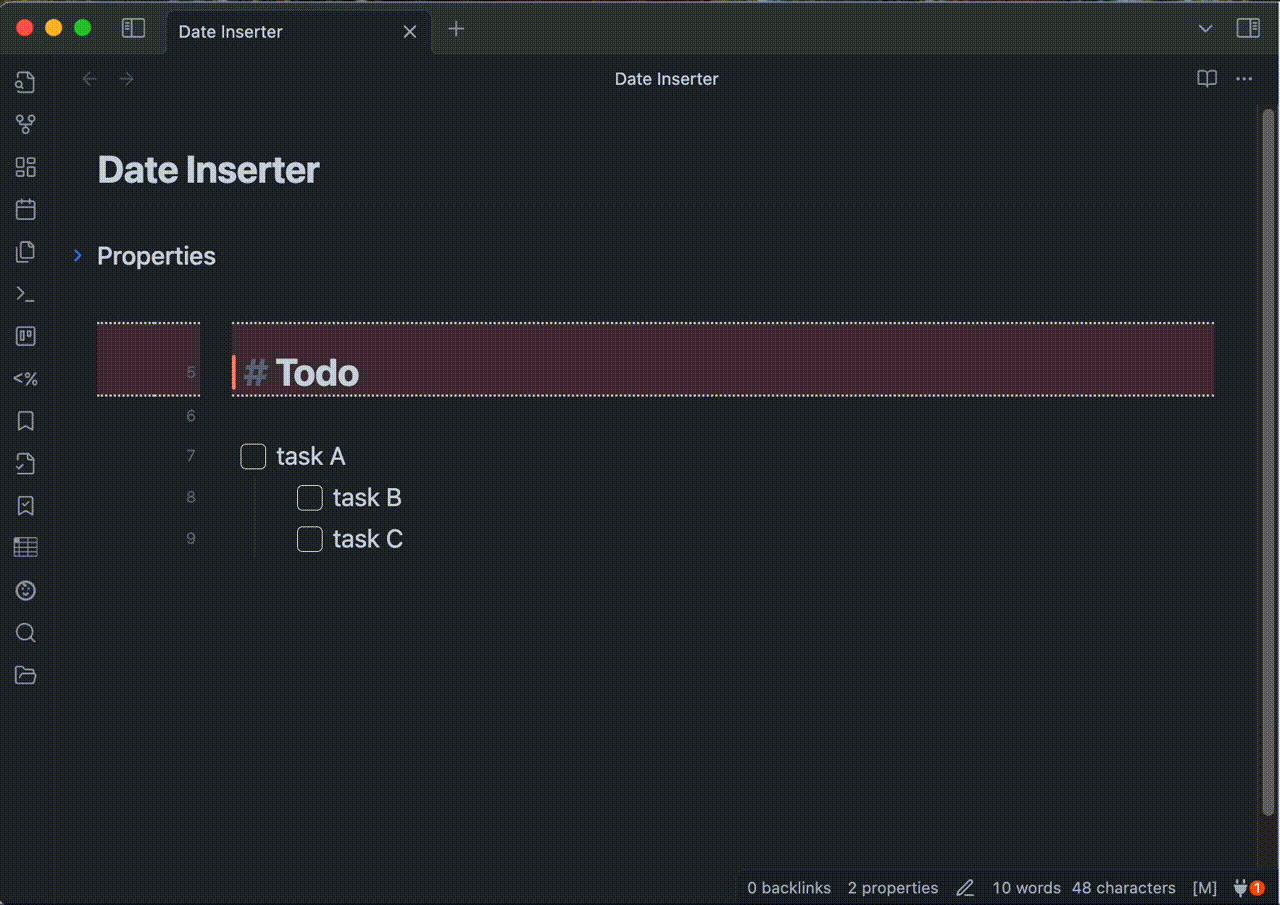 Date Inserter
Date Inserter
Date Inserter
Properties
5 # Todo
6
7 task A
8 task B
9 task C
<%
0 backlinks 2 properties 10 words 48 characters [M] 1